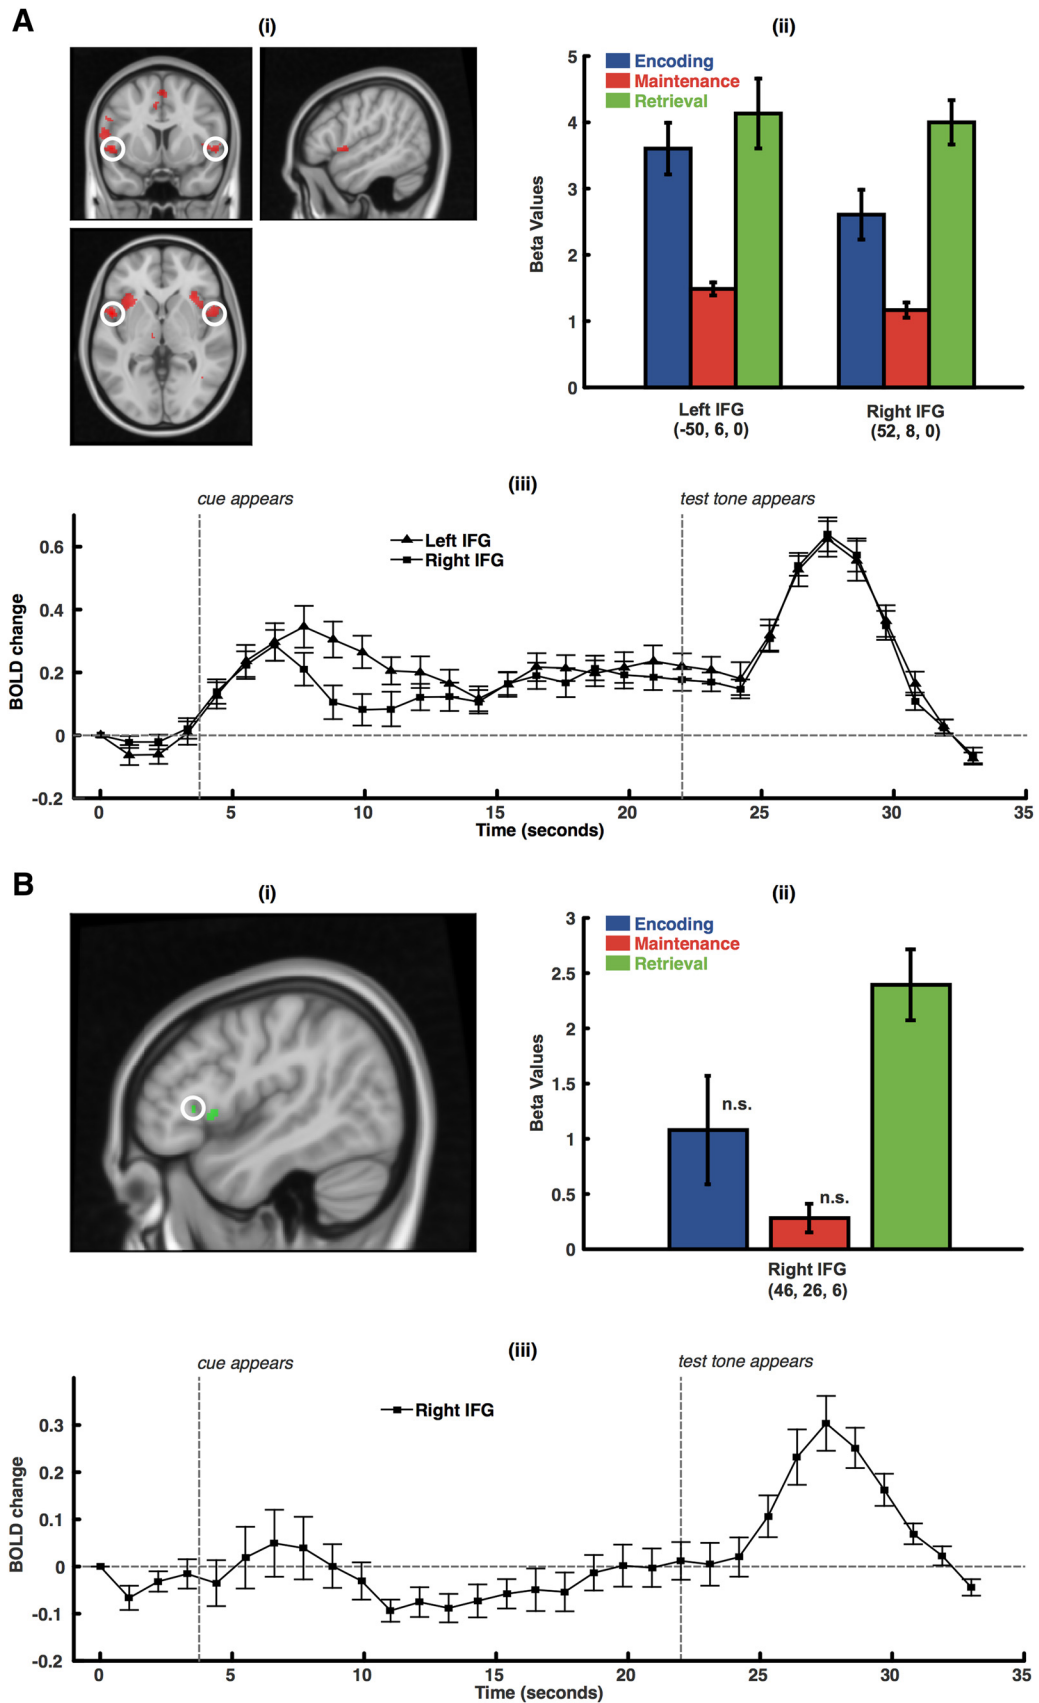 A
(i)
(ii)
5
4
3
2
1
0
Beta Values
Encoding
Maintenance
Retrieval
Left IFG
(-50, 6, 0)
Right IFG
(52, 8, 0)
(iii)
cue appears
test tone appears
Left IFG
Right IFG
BOLD change
0.6
0.4
0.2
0
-0.2
0 5 10 15 20 25 30 35
Time (seconds)
B
(i)
(ii)
3
2.5
2
1.5
1
0.5
0
Beta Values
Encoding
Maintenance
Retrieval
n.s.
n.s.
Right IFG
(46, 26, 6)
(iii)
cue appears
test tone appears
Right IFG
BOLD change
0.3
0.2
0.1
0
-0.1
-0.2
0 5 10 15 20 25 30 35
Time (seconds)